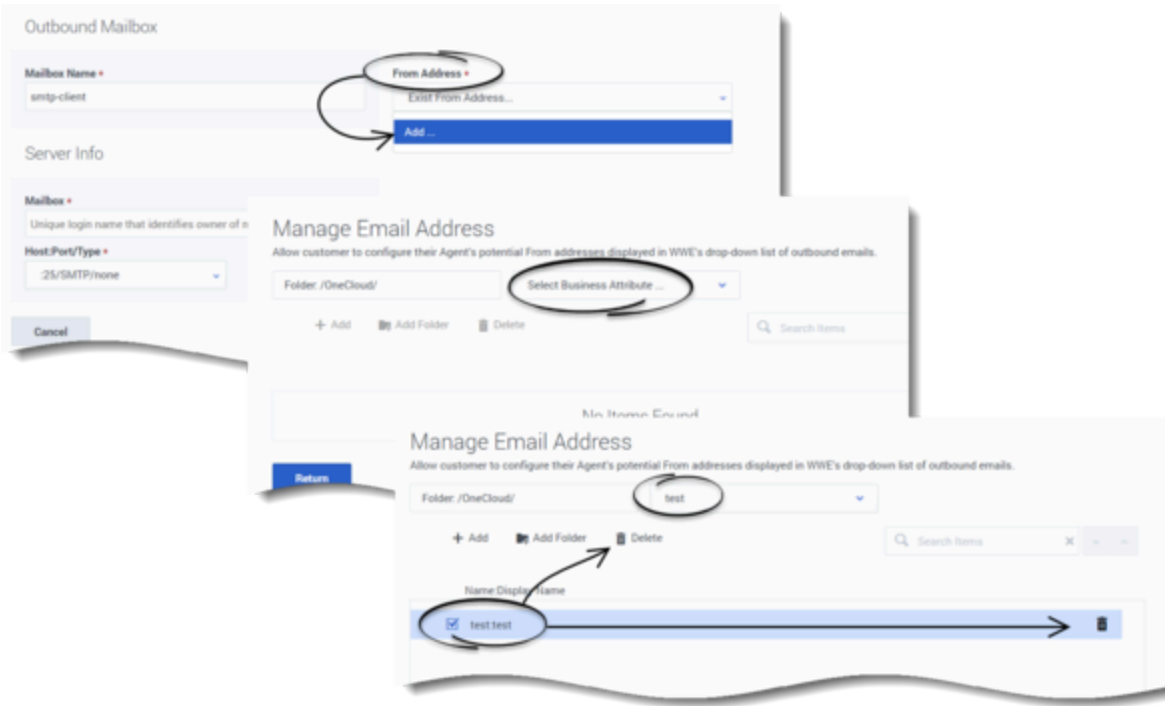 Outbound Mailbox
Mailbox Name •
From Address •
smtp-client
Exist From Address...
Add ...
Server Info
Mailbox •
Unique login name that identifies owner of
Host:Port/Type •
:25/SMTP/none
Cancel
Manage Email Address
Allow customer to configure their Agent's potential From addresses displayed in WWE's drop-down list of outbound emails.
Folder: /OneCloud/
Select Business Attribute ...
+ Add
Add Folder
Delete
Search Items
No Items Found
Return
Manage Email Address
Allow customer to configure their Agent's potential From addresses displayed in WWE's drop-down list of outbound emails.
Folder: /OneCloud/
test
+ Add
Add Folder
Delete
Search Items
Name:Display Name
test:test